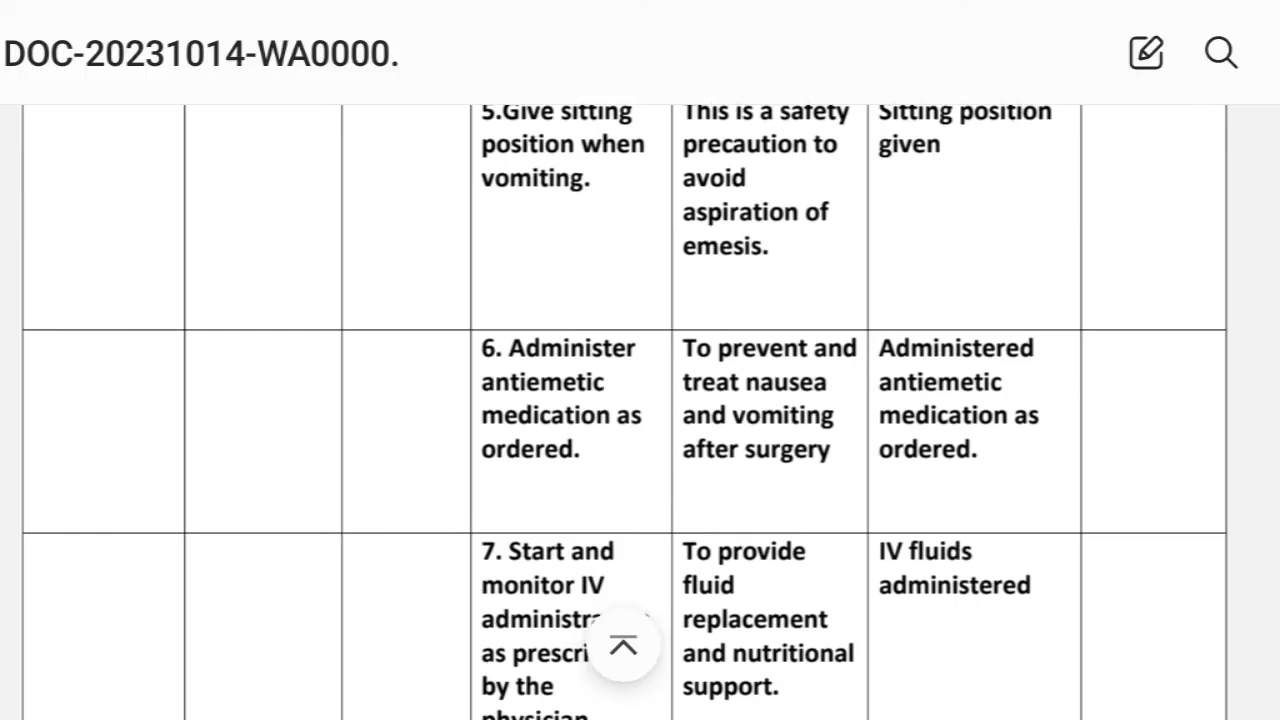 DOC-20231014-WA0000.
5.Give sitting
position when
vomiting.
This is a safety
precaution to
avoid
aspiration of
emesis.
Sitting position
given
6. Administer
antiemetic
medication as
ordered.
To prevent and
treat nausea
and vomiting
after surgery
Administered
antiemetic
medication as
ordered.
7. Start and
monitor IV
as
by the
physician
To provide
fluid
replacement
and nutritional
support.
IV fluids
administered